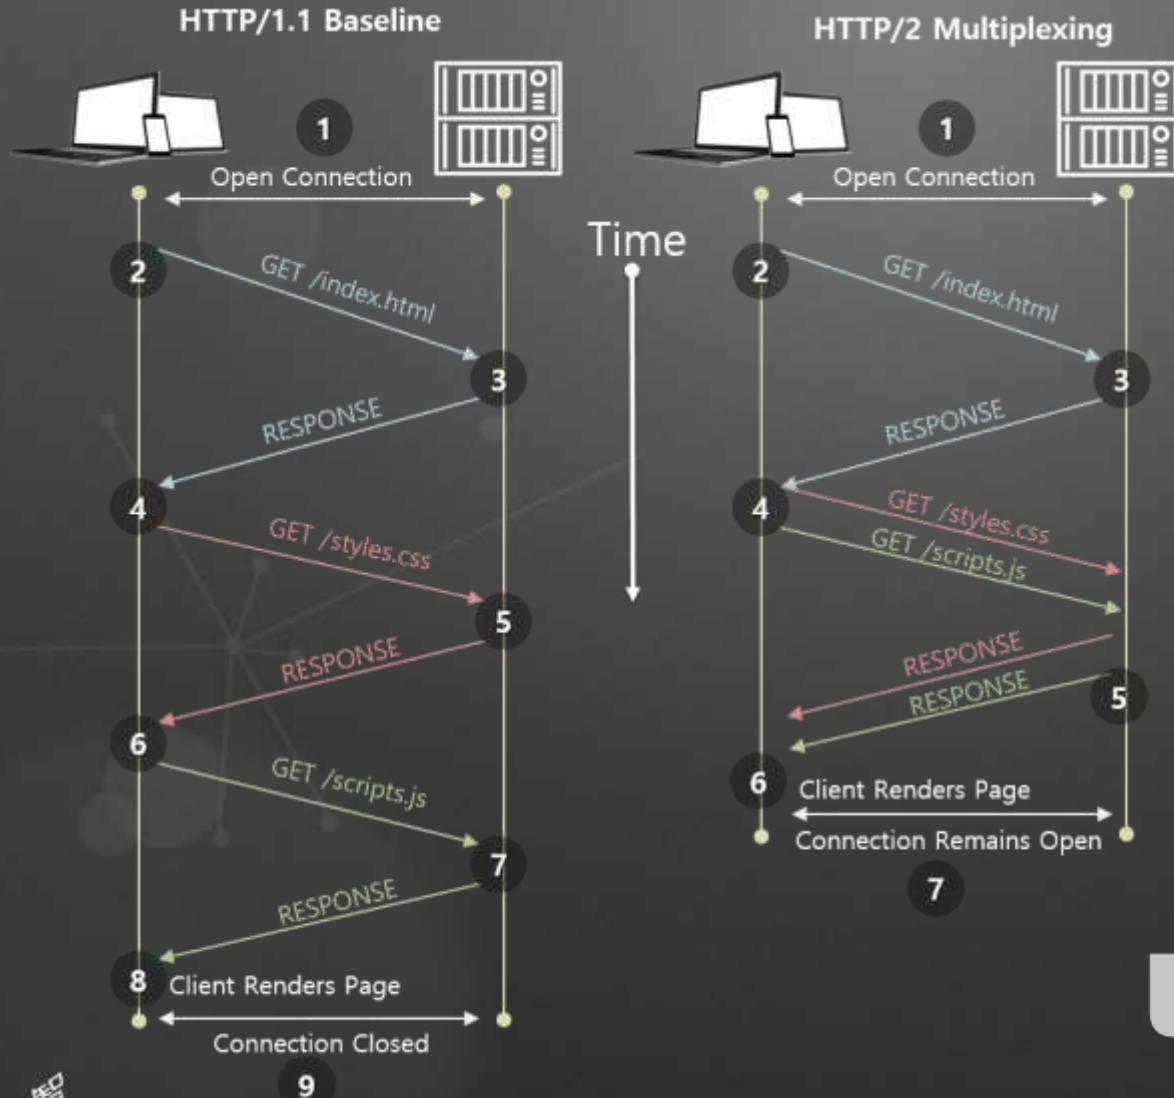 HTTP/1.1 Baseline
1
Open Connection
2
GET /index.html
3
RESPONSE
4
GET /styles.css
5
RESPONSE
6
GET /scripts.js
7
RESPONSE
8
Client Renders Page
Connection Closed
9
Time
HTTP/2 Multiplexing
1
Open Connection
2
GET /index.html
3
RESPONSE
4
GET /styles.css
GET /scripts.js
RESPONSE
RESPONSE
5
6
Client Renders Page
Connection Remains Open
7